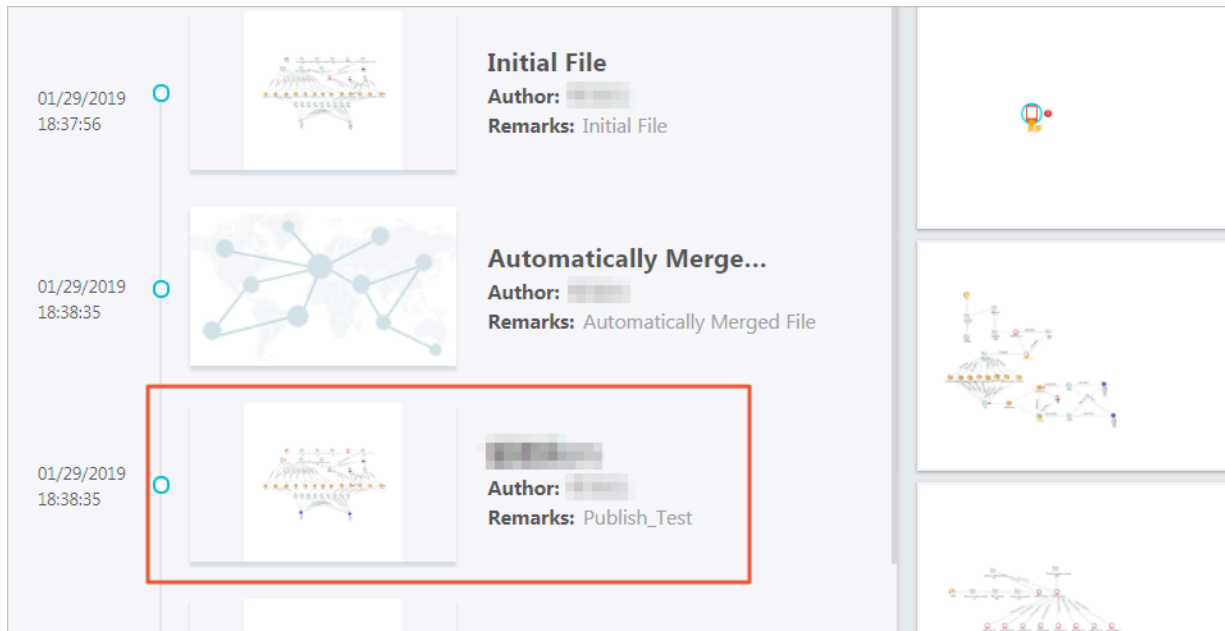 01/29/2019
18:37:56
Initial File
Author:
Remarks: Initial File
01/29/2019
18:38:35
Automatically Merge...
Author:
Remarks: Automatically Merged File
01/29/2019
18:38:35
Author:
Remarks: Publish_Test